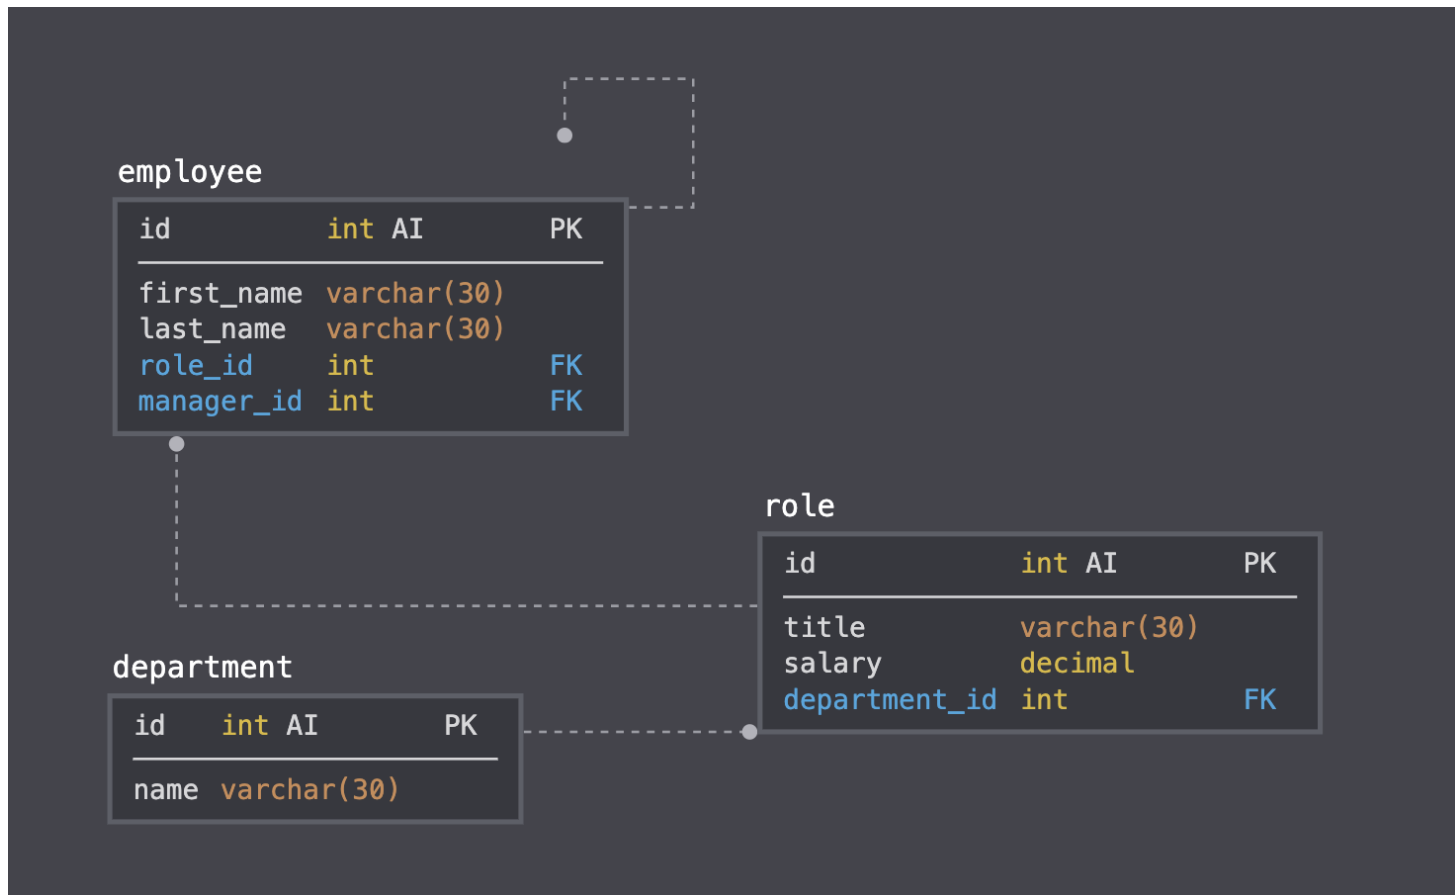 employee
id int AI PK
first_name varchar(30)
last_name varchar(30)
role_id int FK
manager_id int FK
role
id int AI PK
title varchar(30)
salary decimal
department_id int FK
department
id int AI PK
name varchar(30)